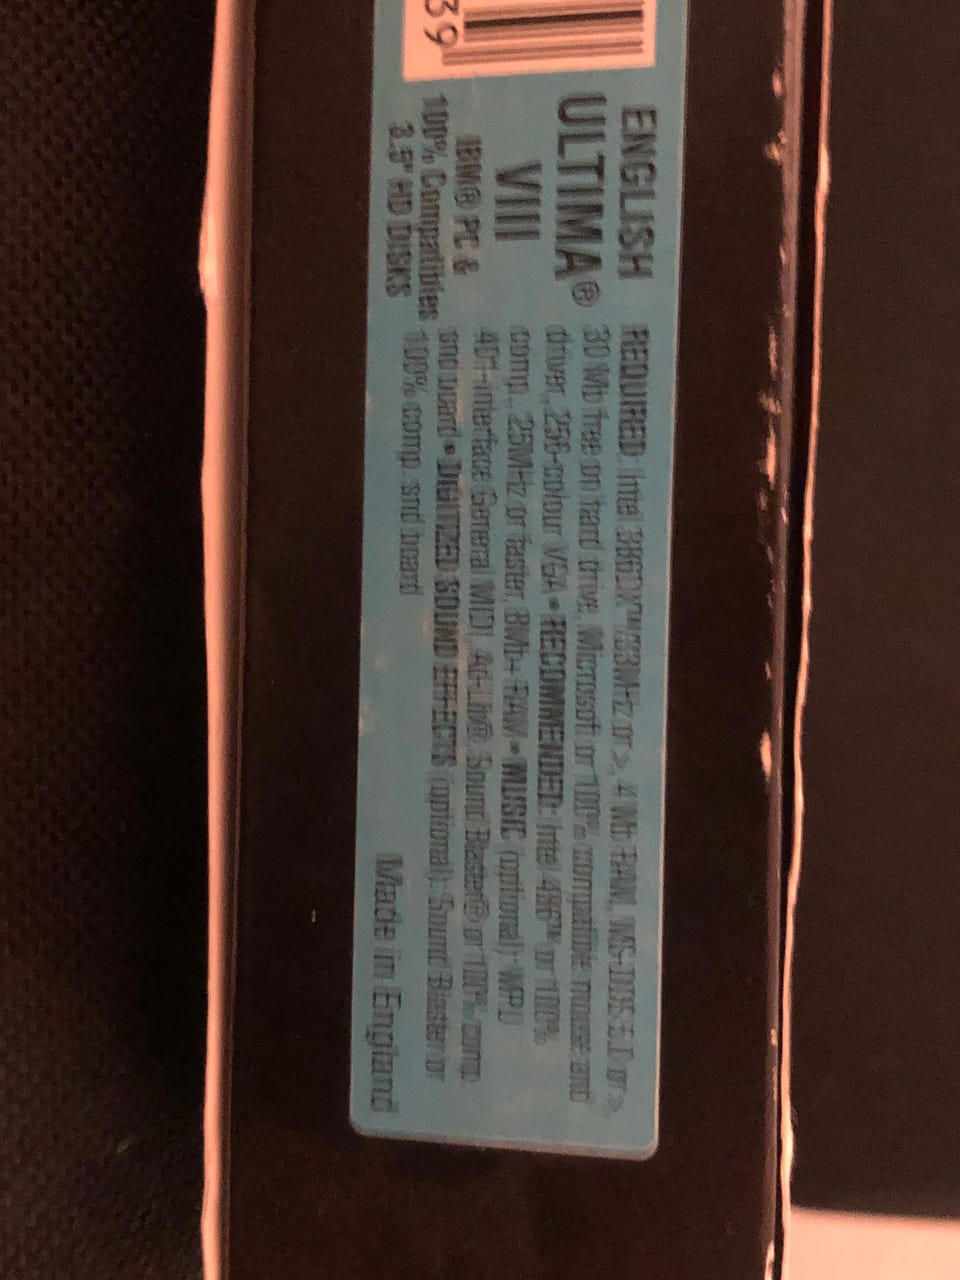 39
ENGLISH
ULTIMA®
VIII
IBM® PC &
100% Compatibles
3.5" HD DISKS
REQUIRED: Intel 386DX™/33MHz or >, 4 Mb RAM, MS-DOS 5.0 or >,
30 Mb free on hard drive, Microsoft or 100% compatible mouse and
driver, 256-colour VGA • RECOMMENDED: Intel 486™ or 100%
comp., 25MHz or faster, 8Mb+ RAM • MUSIC (optional): MPU
401-interface General MIDI, Ad-Lib® Sound Blaster® or 100% comp.
snd board • DIGITIZED SOUND EFFECTS (optional): Sound Blaster or
100% comp. snd board
Made in England